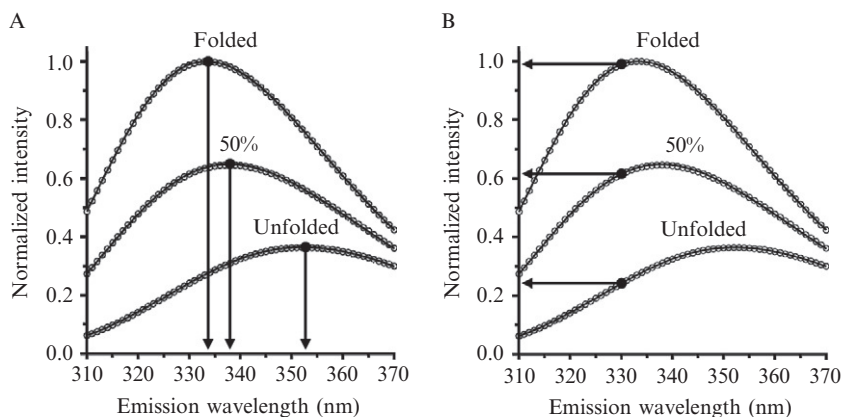 A
Folded
50%
Unfolded
Normalized intensity
1.0
0.8
0.6
0.4
0.2
0.0
310 320 330 340 350 360 370
Emission wavelength (nm)
B
Folded
50%
Unfolded
Normalized intensity
1.0
0.8
0.6
0.4
0.2
0.0
310 320 330 340 350 360 370
Emission wavelength (nm)